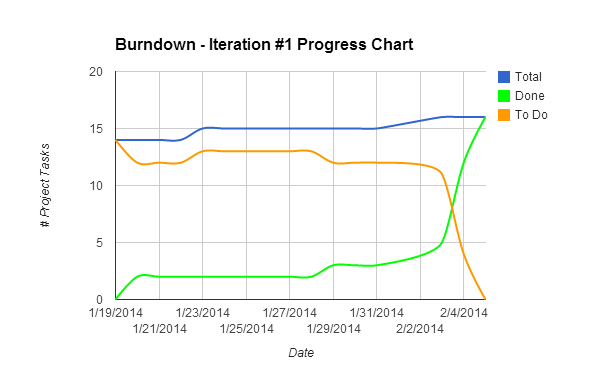 Burndown - Iteration #1 Progress Chart
Total
Done
To Do
20
15
10
5
0
# Project Tasks
1/19/2014
1/21/2014
1/23/2014
1/25/2014
1/27/2014
1/29/2014
1/31/2014
2/2/2014
2/4/2014
Date